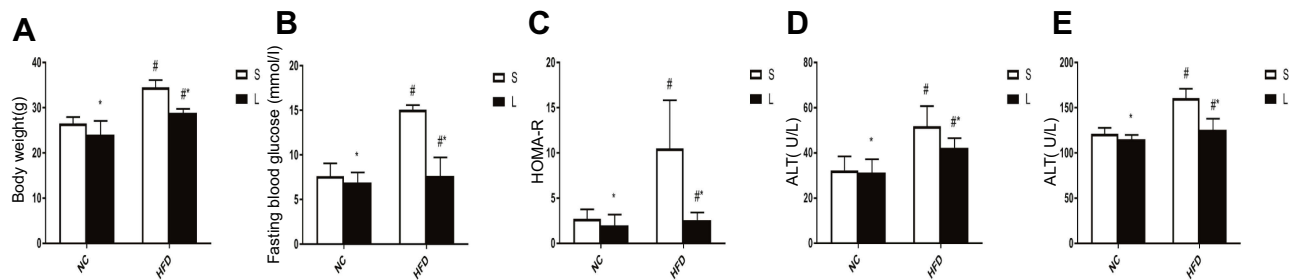 A
Body weight(g)
40
30
20
10
0
#
*
#*
S
L
NC
HFD
B
Fasting blood glucose (mmol/l)
20
15
10
5
0
#
*
#*
S
L
NC
HFD
C
HOMA-R
20
15
10
5
0
#
*
#*
S
L
NC
HFD
D
ALT( U/L)
80
60
40
20
0
#
*
#*
S
L
NC
HFD
E
ALT( U/L)
200
150
100
50
0
#
*
#*
S
L
NC
HFD